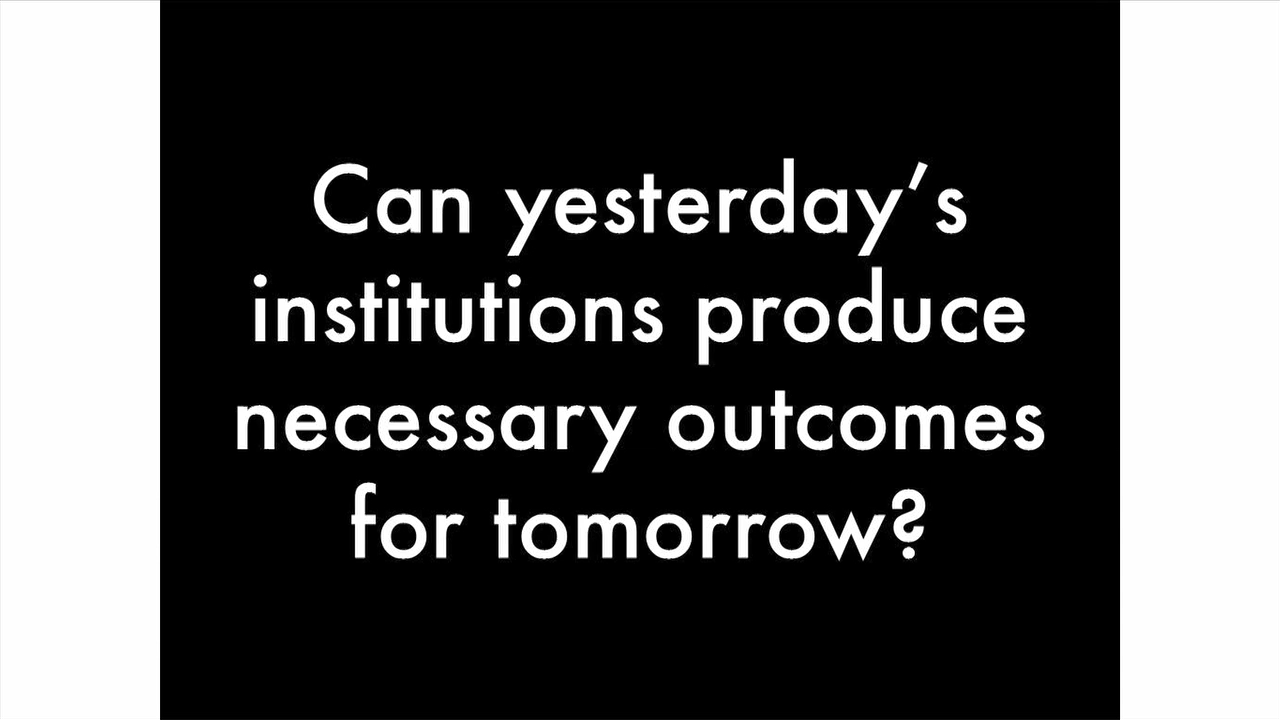 Can yesterday’s
institutions produce
necessary outcomes
for tomorrow?